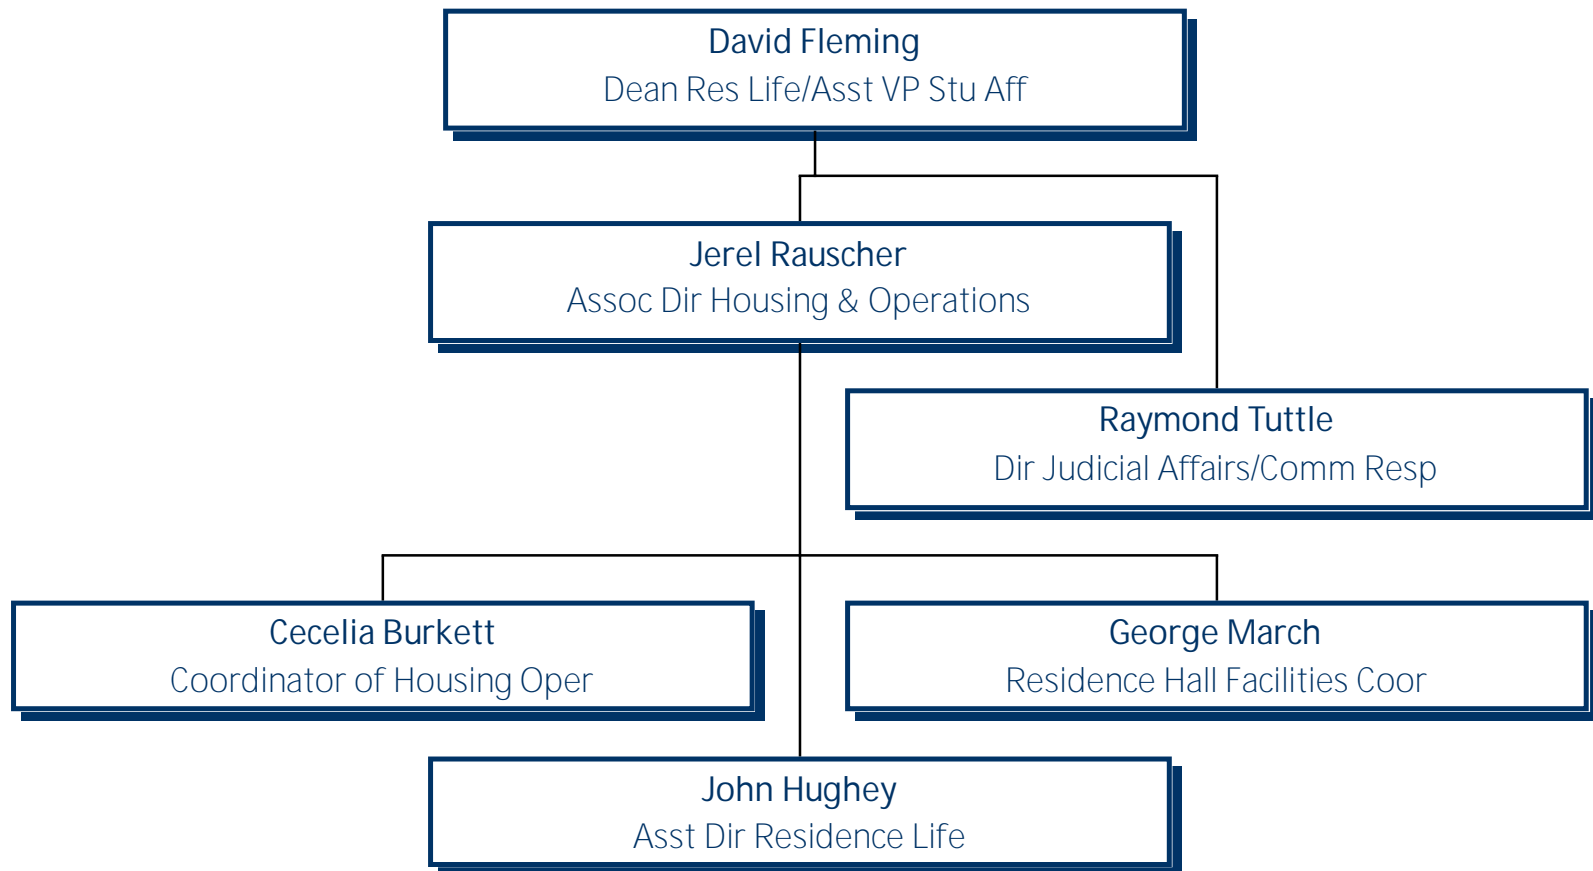 David Fleming
Dean Res Life/Asst VP Stu Aff
Jerel Rauscher
Assoc Dir Housing & Operations
Raymond Tuttle
Dir Judicial Affairs/Comm Resp
Cecelia Burkett
Coordinator of Housing Oper
George March
Residence Hall Facilities Coor
John Hughey
Asst Dir Residence Life